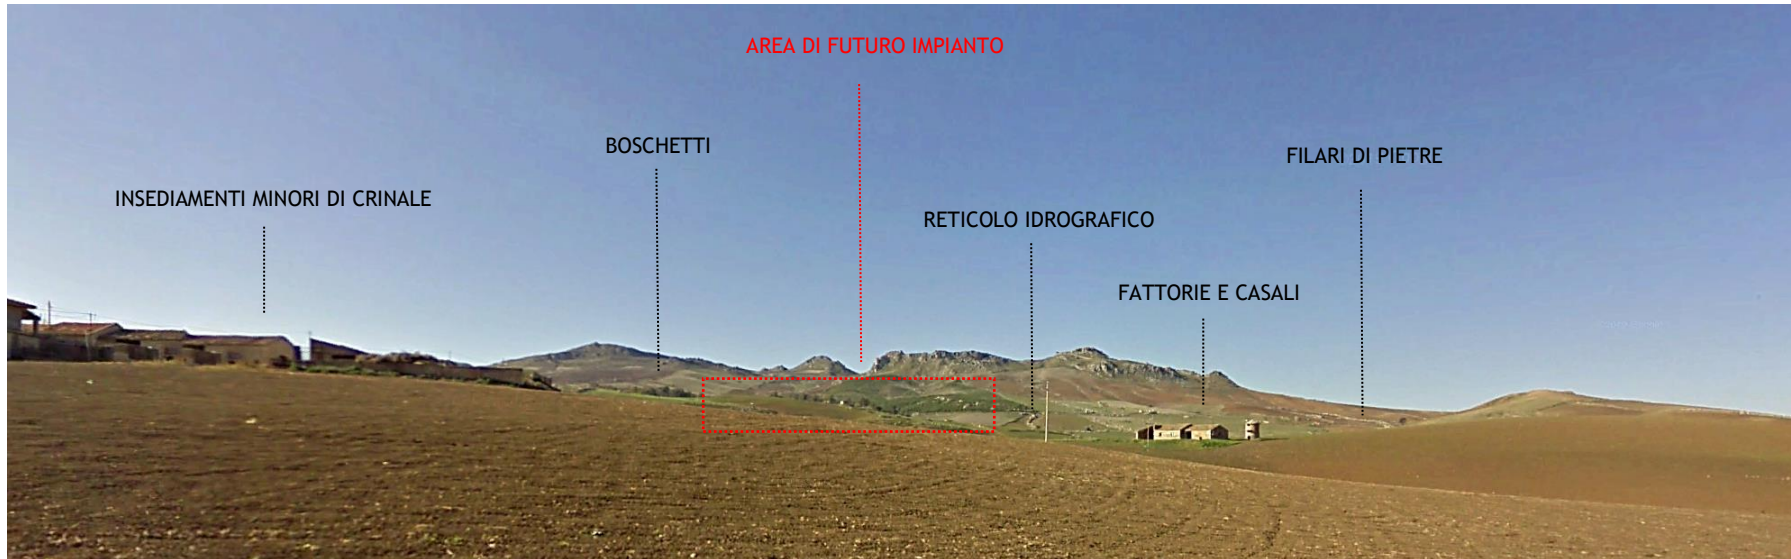 AREA DI FUTURO IMPIANTO
BOSCHETTI
FILARI DI PIETRE
INSEDIAMENTI MINORI DI CRINALE
RETICOLO IDROGRAFICO
FATTORIE E CASALI